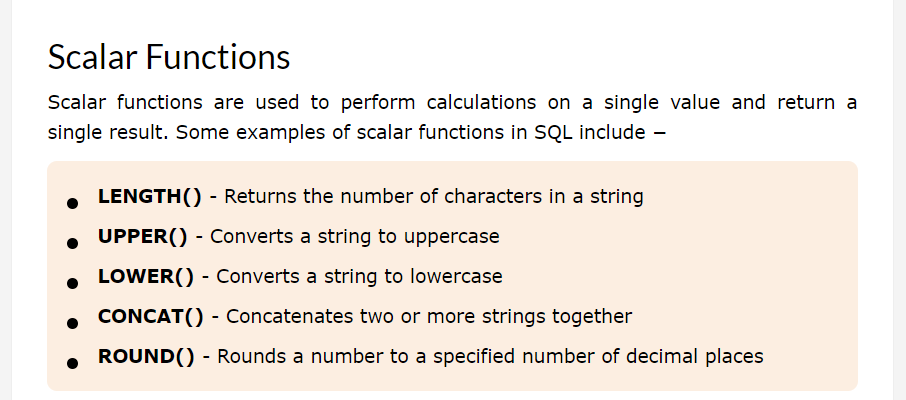 Scalar Functions
Scalar functions are used to perform calculations on a single value and return a
single result. Some examples of scalar functions in SQL include −
● LENGTH() - Returns the number of characters in a string
● UPPER() - Converts a string to uppercase
● LOWER() - Converts a string to lowercase
● CONCAT() - Concatenates two or more strings together
● ROUND() - Rounds a number to a specified number of decimal places